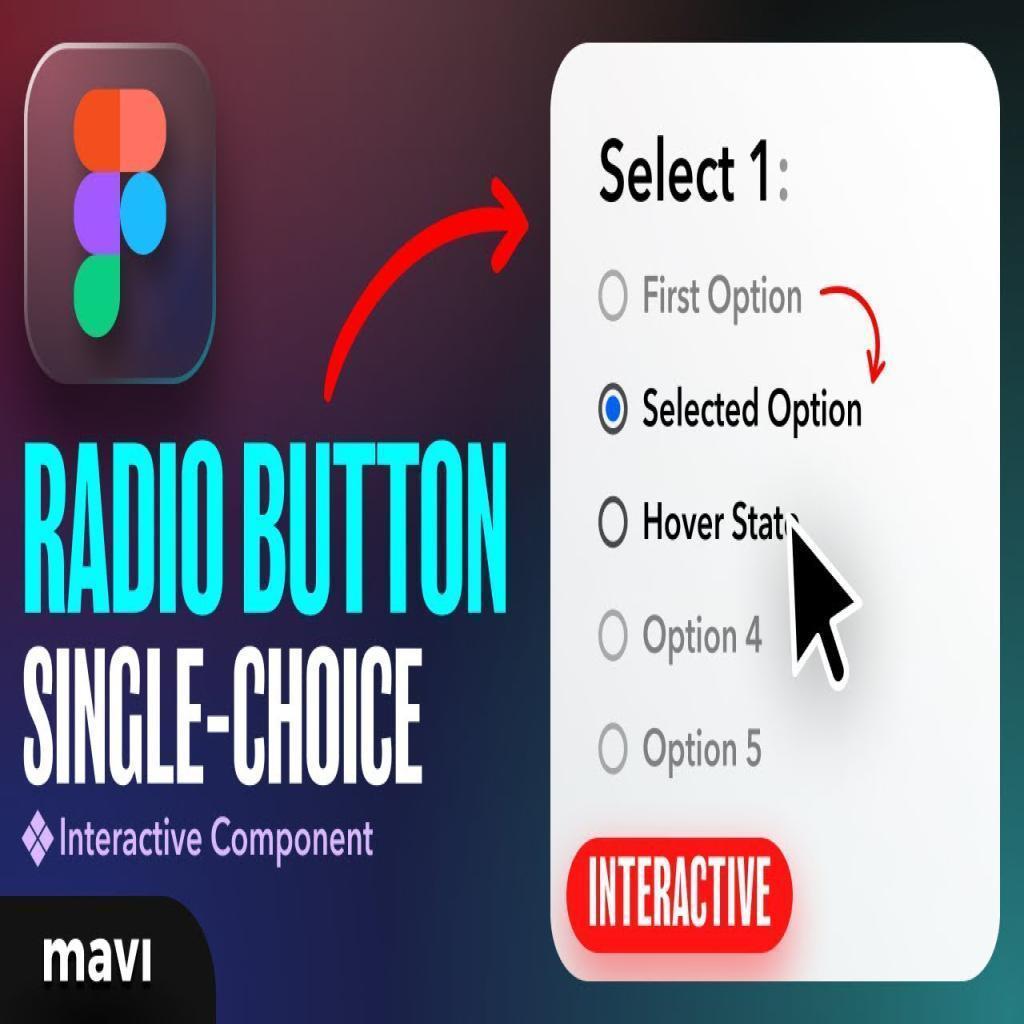 RADIO BUTTON
SINGLE-CHOICE
Interactive Component
mavi
Select 1:
First Option
Selected Option
Hover State
Option 4
Option 5
INTERACTIVE